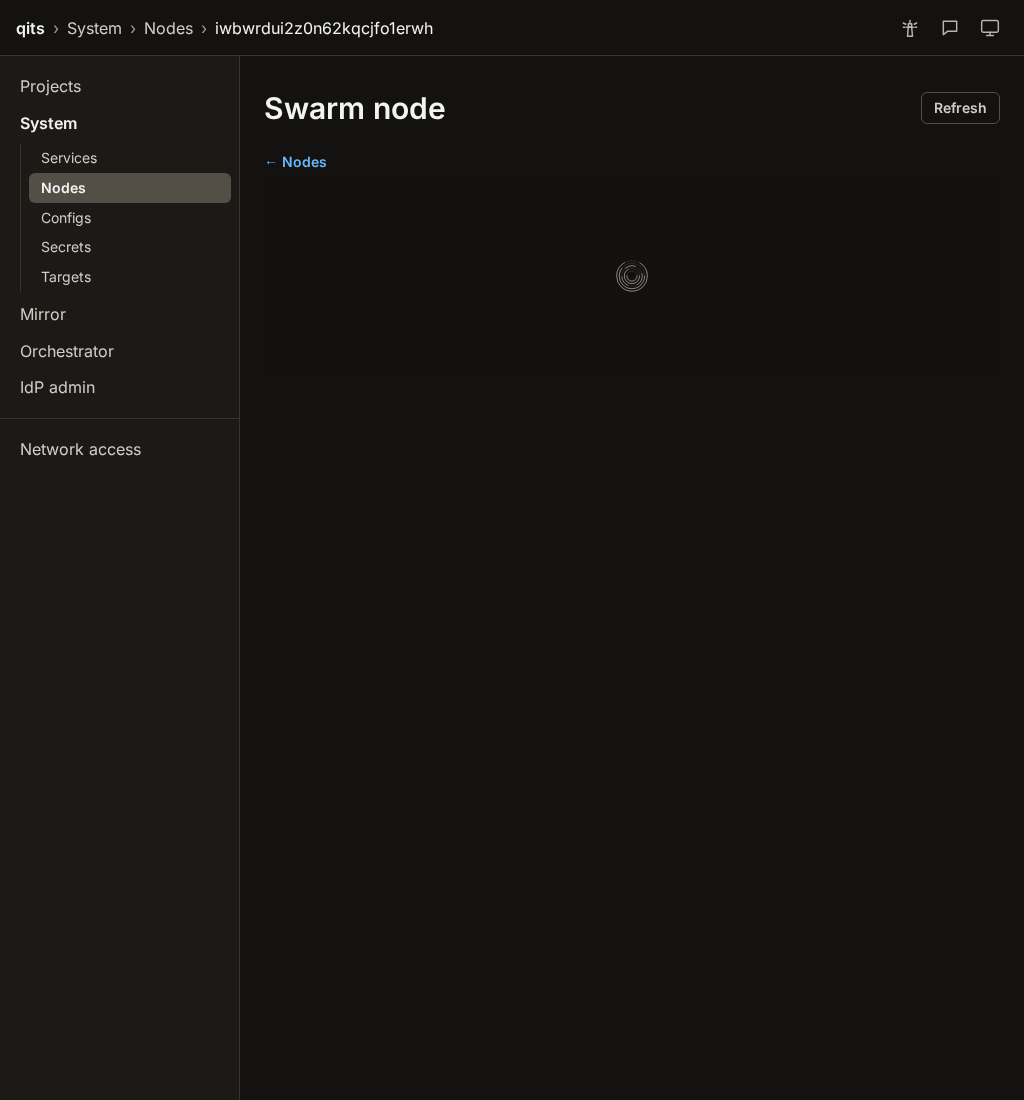 qits › System › Nodes › iwbwrdui2z0n62kqcjfo1erwh
Projects
System
Services
Nodes
Configs
Secrets
Targets
Mirror
Orchestrator
IdP admin
Network access
Swarm node
Refresh
← Nodes